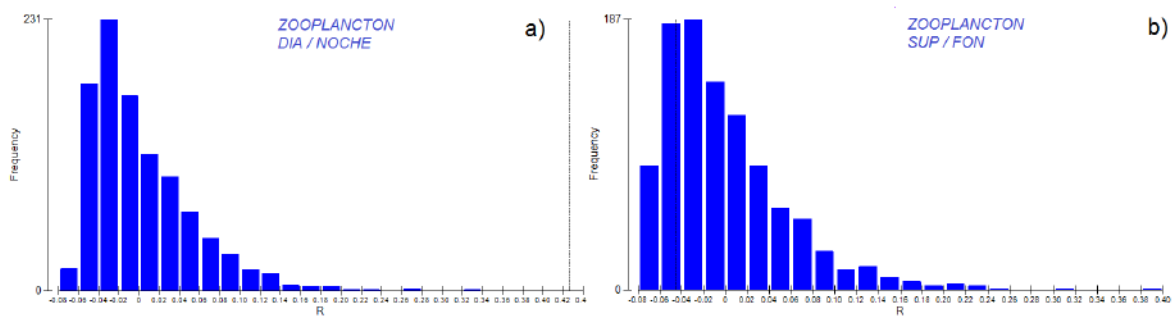 231
ZOOPLANCTON
DIA / NOCHE
a)
Frequency
0
-0.08 -0.06 -0.04 -0.02 0 0.02 0.04 0.06 0.08 0.10 0.12 0.14 0.16 0.18 0.20 0.22 0.24 0.26 0.28 0.30 0.32 0.34 0.36 0.38 0.40 0.42 0.4
R
187
ZOOPLANCTON
SUP / FON
b)
Frequency
0
-0.08 -0.06 -0.04 -0.02 0 0.02 0.04 0.06 0.08 0.10 0.12 0.14 0.16 0.18 0.20 0.22 0.24 0.26 0.28 0.30 0.32 0.34 0.36 0.38 0.40
R